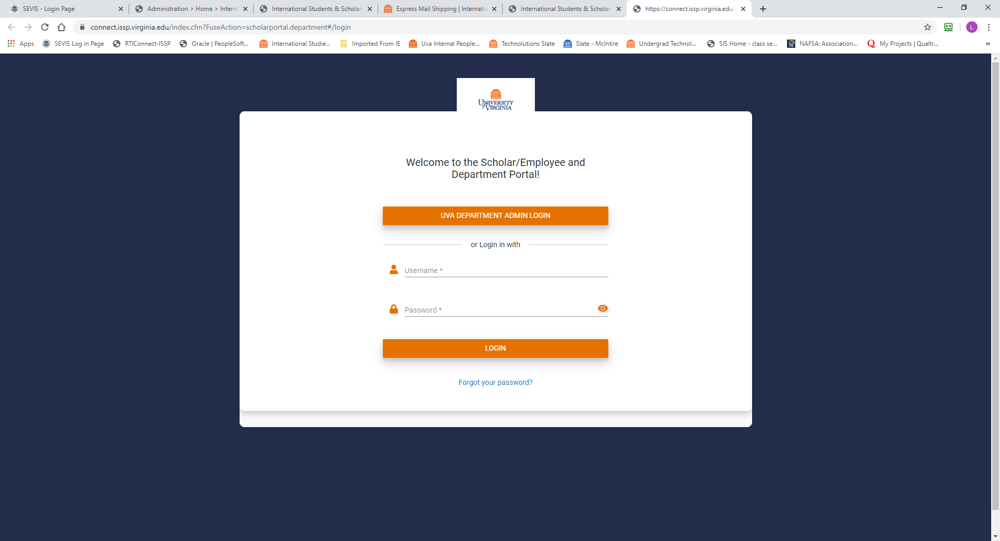 SEVIS - Login Page
Administration > Home > Interna
International Students & Scholars
Express Mail Shipping | Internatio
International Students & Scholars
https://connect.issp.virginia.edu/
connect.issp.virginia.edu/index.cfm?FuseAction=scholarportal.department#/login
L
Apps
SEVIS Log in Page
RTIConnect-ISSP
Oracle | PeopleSoft...
International Studie...
Imported From IE
Uva Internal People...
Technolutions Slate
Slate - McIntire
Undergrad Technol...
SIS Home - class se...
NAFSA: Association...
My Projects | Qualtr...
»
UNIVERSITY
of VIRGINIA
Welcome to the Scholar/Employee and
Department Portal!
UVA DEPARTMENT ADMIN LOGIN
or Login in with
Username *
Password *
LOGIN
Forgot your password?